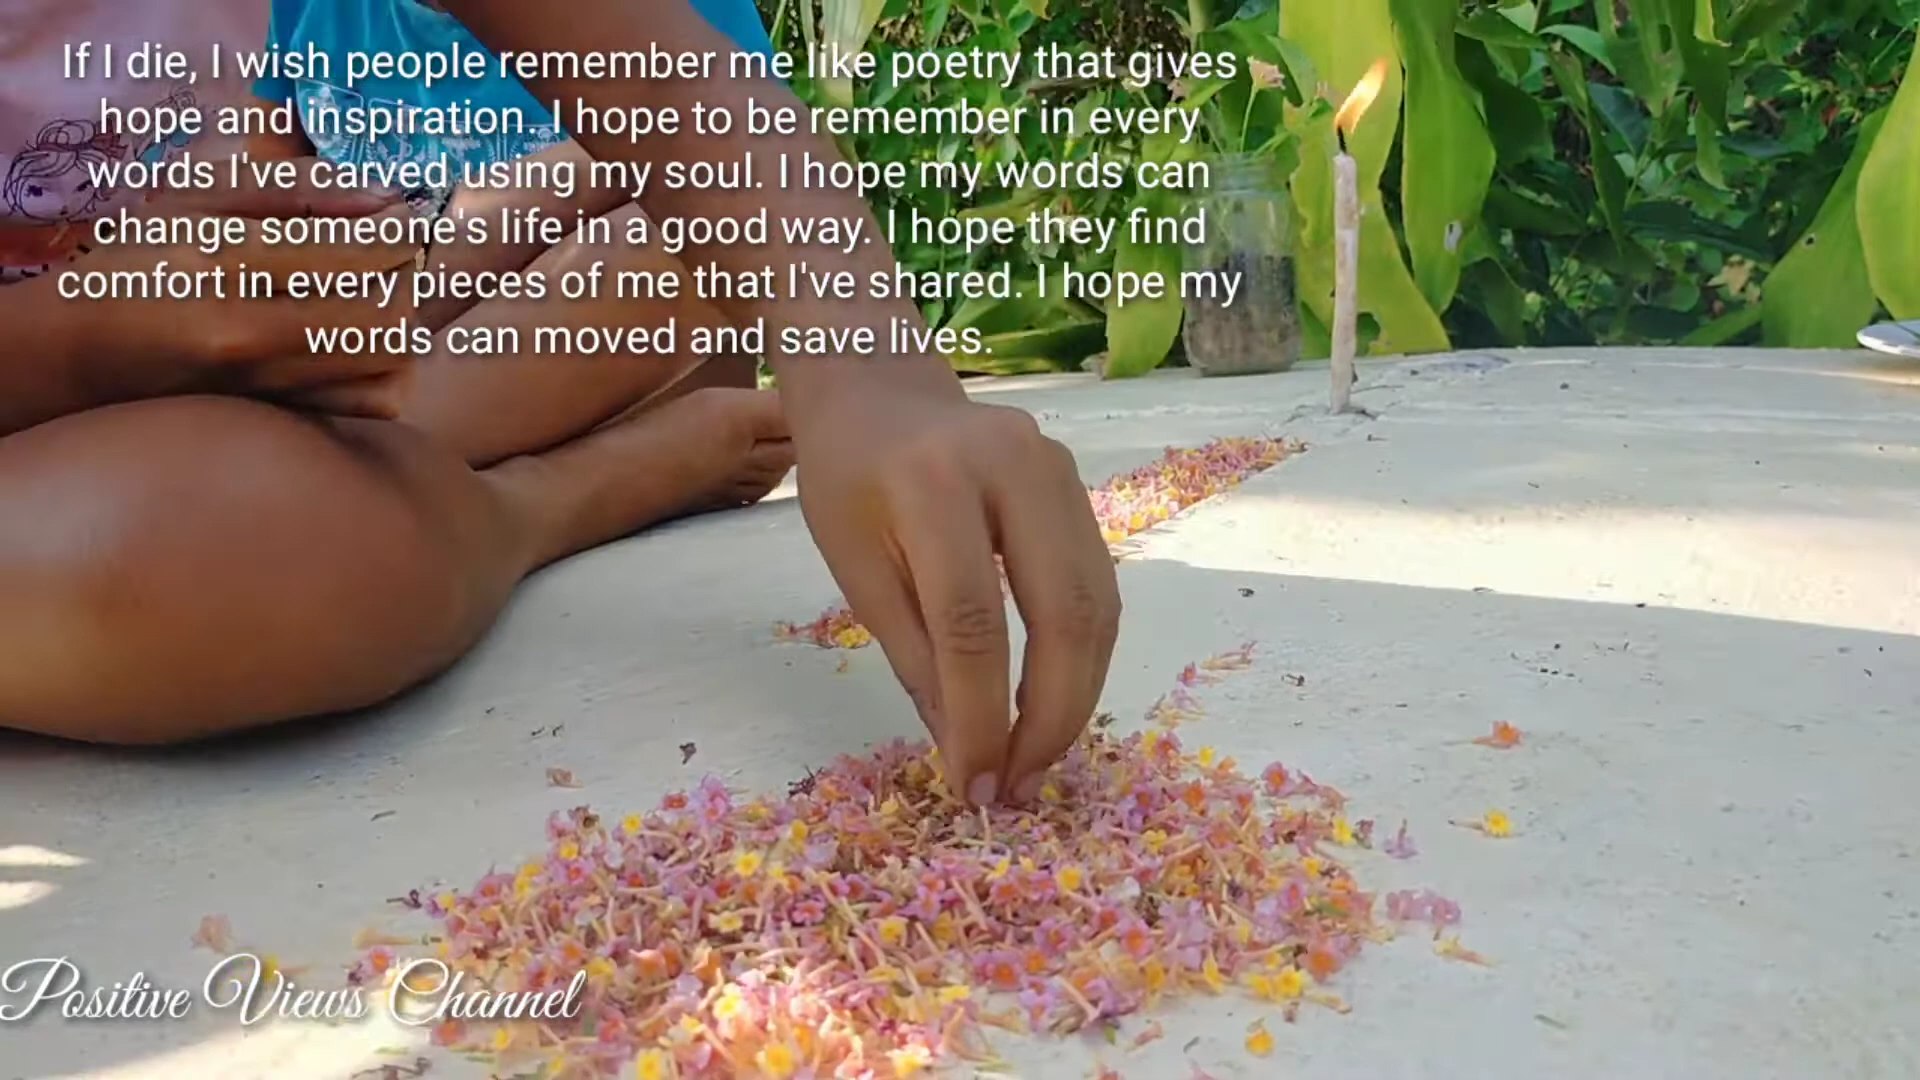 If I die, I wish people remember me like poetry that gives
hope and inspiration. I hope to be remember in every
words I've carved using my soul. I hope my words can
change someone's life in a good way. I hope they find
comfort in every pieces of me that I've shared. I hope my
words can moved and save lives.
Positive Views Channel